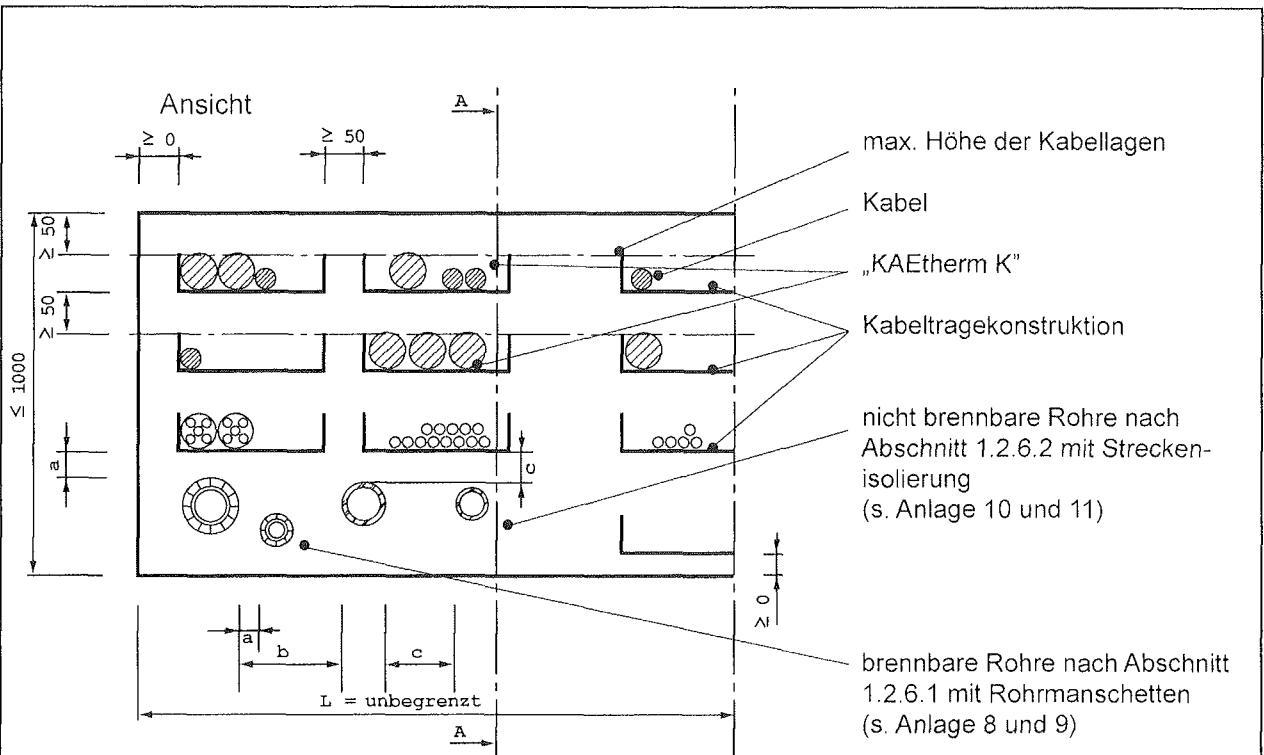 Ansicht
A
≥ 0
≥ 50
max. Höhe der Kabellagen
Kabel
„KAEtherm K"
Kabeltragekonstruktion
≥ 50
≥ 50
≤ 1000
a
c
nicht brennbare Rohre nach
Abschnitt 1.2.6.2 mit Strecken-
isolierung
(s. Anlage 10 und 11)
≥ 0
a
b
c
L = unbegrenzt
A
brennbare Rohre nach Abschnitt
1.2.6.1 mit Rohrmanschetten
(s. Anlage 8 und 9)